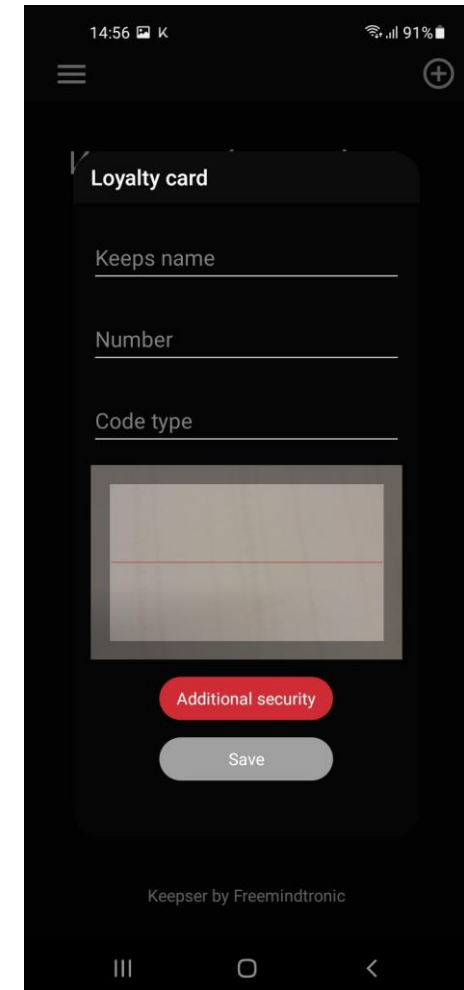 14:56 K 91%
Loyalty card
Keeps name
Number
Code type
Additional security
Save
Keepser by Freemindtronic